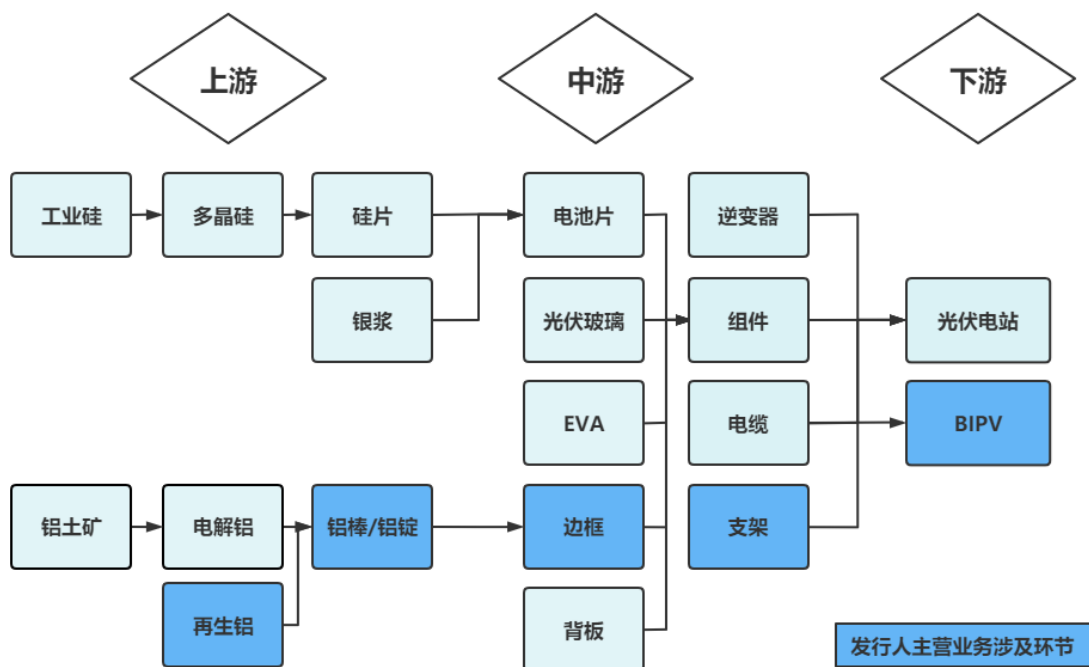 上游
中游
下游
工业硅
多晶硅
硅片
电池片
逆变器
银浆
光伏玻璃
组件
光伏电站
EVA
电缆
BIPV
铝土矿
电解铝
铝棒/铝锭
边框
支架
再生铝
背板
发行人主营业务涉及环节